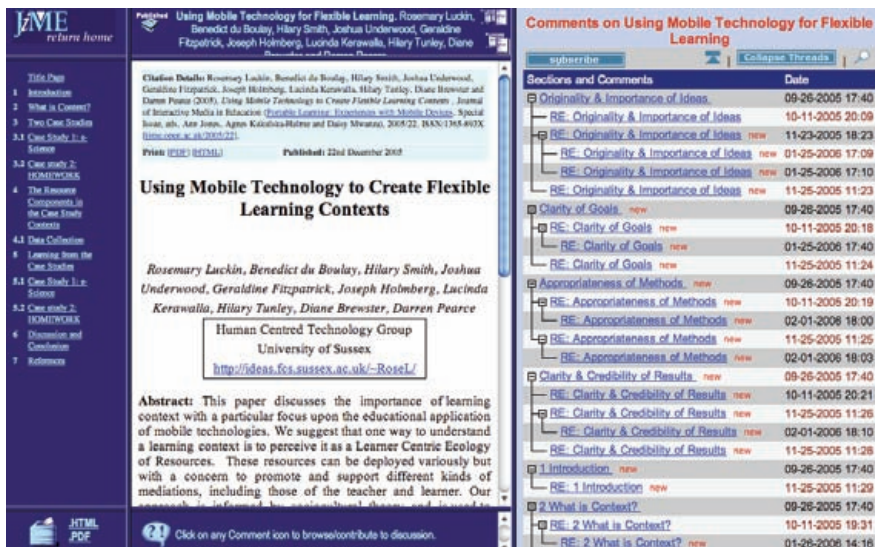 JiME
return home
Title Page
1 Introduction
2 What is Context?
3 Two Case Studies
3.1 Case Study 1: e-
Science
3.2 Case study 2:
HOMEWORK
4 The Resource
Components in
the Case Study
Contexts
4.1 Data Collection
5 Learning from the
Case Studies
5.1 Case Study 1: e-
Science
5.2 Case study 2:
HOMEWORK
6 Discussion and
Conclusion
7 References
.HTML
.PDF
Published
Using Mobile Technology for Flexible Learning. Rosemary Luckin,
Benedict du Boulay, Hilary Smith, Joshua Underwood, Geraldine
Fitzpatrick, Joseph Holmberg, Lucinda Kerawalla, Hilary Tunley, Diane
Brewster and Darren Pearce
Citation Details: Rosemary Luckin, Benedict du Boulay, Hilary Smith, Joshua Underwood,
Geraldine Fitzpatrick, Joseph Holmberg, Lucinda Kerawalla, Hilary Tunley, Diane Brewster and
Darren Pearce (2005). Using Mobile Technology to Create Flexible Learning Contexts. Journal
of Interactive Media in Education (Portable Learning: Experiences with Mobile Devices. Special
Issue, eds. Ann Jones, Agnes Kukulska-Hulme and Daisy Mwanza), 2005/22. ISSN:1365-893X
[jime.open.ac.uk/2005/22].
Print: [PDF] [HTML] Published: 22nd December 2005
Using Mobile Technology to Create Flexible
Learning Contexts
Rosemary Luckin, Benedict du Boulay, Hilary Smith, Joshua
Underwood, Geraldine Fitzpatrick, Joseph Holmberg, Lucinda
Kerawalla, Hilary Tunley, Diane Brewster, Darren Pearce
Human Centred Technology Group
University of Sussex
http://ideas.fcs.sussex.ac.uk/~RoseL/
Abstract: This paper discusses the importance of learning
context with a particular focus upon the educational application
of mobile technologies. We suggest that one way to understand
a learning context is to perceive it as a Learner Centric Ecology
of Resources. These resources can be deployed variously but
with a concern to promote and support different kinds of
mediations, including those of the teacher and learner. Our
approach is informed by sociocultural theory and is used to
Click on any Comment icon to browse/contribute to discussion.
Comments on Using Mobile Technology for Flexible
Learning
subscribe | Collapse Threads |
Sections and Comments Date
Originality & Importance of Ideas 09-26-2005 17:40
RE: Originality & Importance of Ideas 10-11-2005 20:09
RE: Originality & Importance of Ideas new 11-23-2005 18:23
RE: Originality & Importance of Ideas new 01-25-2006 17:09
RE: Originality & Importance of Ideas new 01-25-2006 17:10
RE: Originality & Importance of Ideas new 11-25-2005 11:23
Clarity of Goals new 09-26-2005 17:40
RE: Clarity of Goals new 10-11-2005 20:18
RE: Clarity of Goals new 01-25-2006 17:40
RE: Clarity of Goals new 11-25-2005 11:24
Appropriateness of Methods new 09-26-2005 17:40
RE: Appropriateness of Methods new 10-11-2005 20:19
RE: Appropriateness of Methods new 02-01-2006 18:00
RE: Appropriateness of Methods new 11-25-2005 11:25
RE: Appropriateness of Methods new 02-01-2006 18:03
Clarity & Credibility of Results new 09-26-2005 17:40
RE: Clarity & Credibility of Results new 10-11-2005 20:21
RE: Clarity & Credibility of Results new 11-25-2005 11:26
RE: Clarity & Credibility of Results new 02-01-2006 18:10
RE: Clarity & Credibility of Results new 11-25-2005 11:28
1 Introduction new 09-26-2005 17:40
RE: 1 Introduction new 11-25-2005 11:29
2 What is Context? 09-26-2005 17:40
RE: 2 What is Context? 10-11-2005 19:31
RE: 2 What is Context? new 01-26-2006 14:16